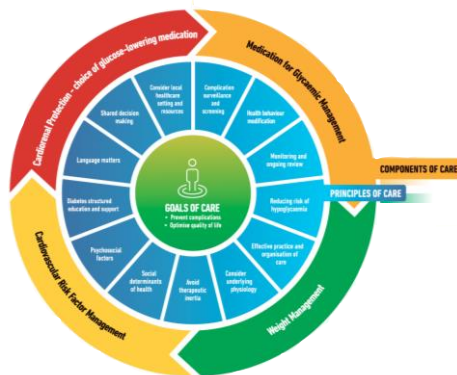 Cardiorenal Protection - choice of glucose-lowering medication
Medication for Glycaemic Management
COMPONENTS OF CARE
PRINCIPLES OF CARE
Weight Management
Cardiovascular Risk Factor Management
Consider local
healthcare
setting and
resources
Complication
surveillance
and
screening
Health behaviour
modification
Monitoring and
ongoing review
Reducing risk of
hypoglycaemia
Effective practice and
organisation of
care
Consider
underlying
physiology
Avoid
therapeutic
inertia
Social
determinants
of health
Psychosocial
factors
Diabetes structured
education and support
Language matters
Shared decision
making
GOALS OF CARE
• Prevent complications
• Optimise quality of life